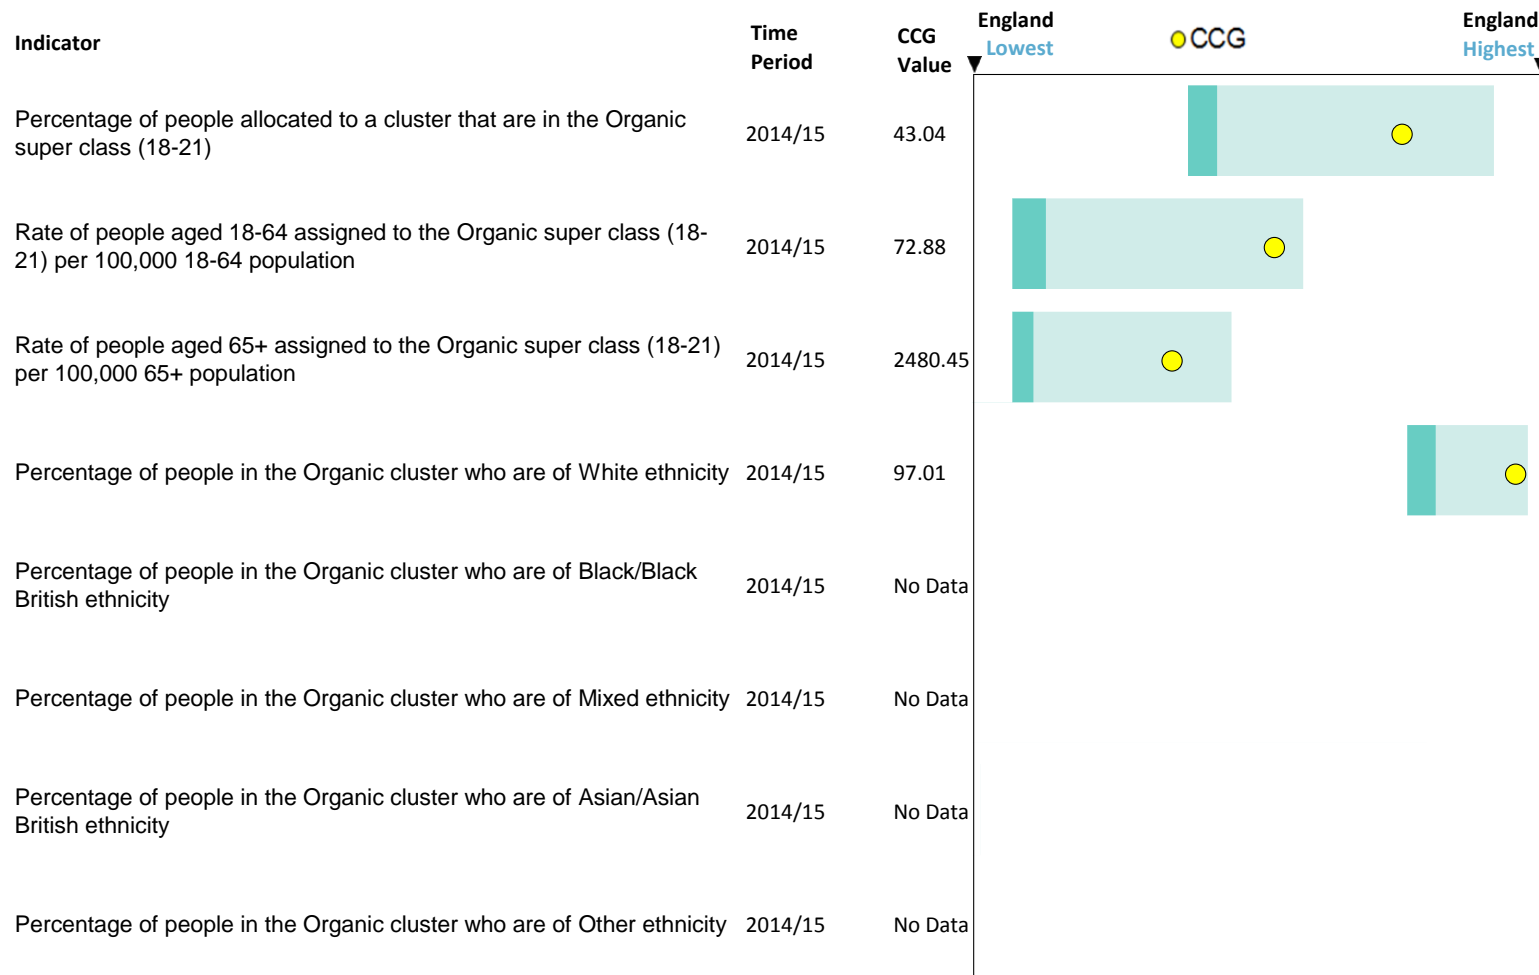 Indicator
Time
Period
CCG
Value
England
Lowest
CCG
England
Highest
Percentage of people allocated to a cluster that are in the Organic
super class (18-21)
2014/15
43.04
Rate of people aged 18-64 assigned to the Organic super class (18-
21) per 100,000 18-64 population
2014/15
72.88
Rate of people aged 65+ assigned to the Organic super class (18-21)
per 100,000 65+ population
2014/15
2480.45
Percentage of people in the Organic cluster who are of White ethnicity
2014/15
97.01
Percentage of people in the Organic cluster who are of Black/Black
British ethnicity
2014/15
No Data
Percentage of people in the Organic cluster who are of Mixed ethnicity
2014/15
No Data
Percentage of people in the Organic cluster who are of Asian/Asian
British ethnicity
2014/15
No Data
Percentage of people in the Organic cluster who are of Other ethnicity
2014/15
No Data